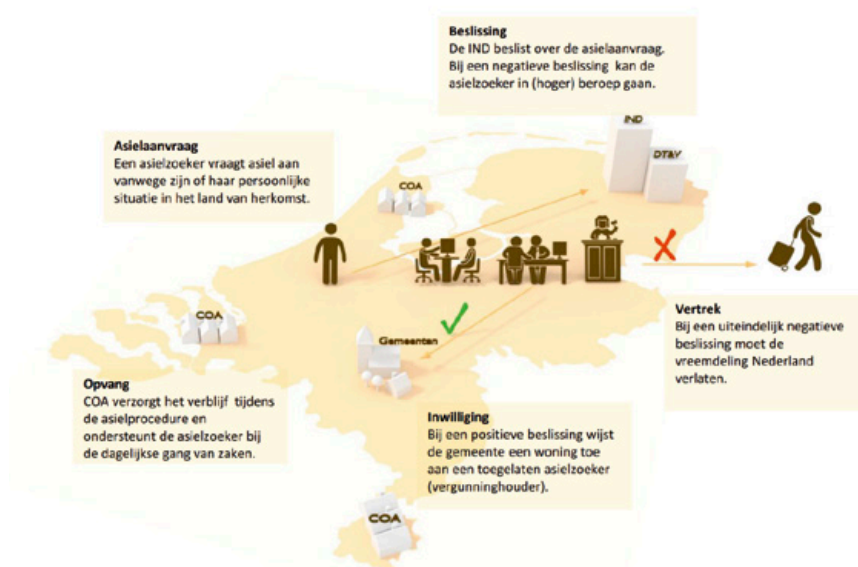 Beslissing
De IND beslist over de asielaanvraag.
Bij een negatieve beslissing kan de
asielzoeker in (hoger) beroep gaan.
IND
DT&V
Asielaanvraag
Een asielzoeker vraagt asiel aan
vanwege zijn of haar persoonlijke
situatie in het land van herkomst.
COA
COA
Gemeenten
Vertrek
Bij een uiteindelijk negatieve
beslissing moet de
vreemdeling Nederland
verlaten.
Opvang
COA verzorgt het verblijf tijdens
de asielprocedure en
ondersteunt de asielzoeker bij
de dagelijkse gang van zaken.
Inwilliging
Bij een positieve beslissing wijst
de gemeente een woning toe
aan een toegelaten asielzoeker
(vergunninghouder).
COA